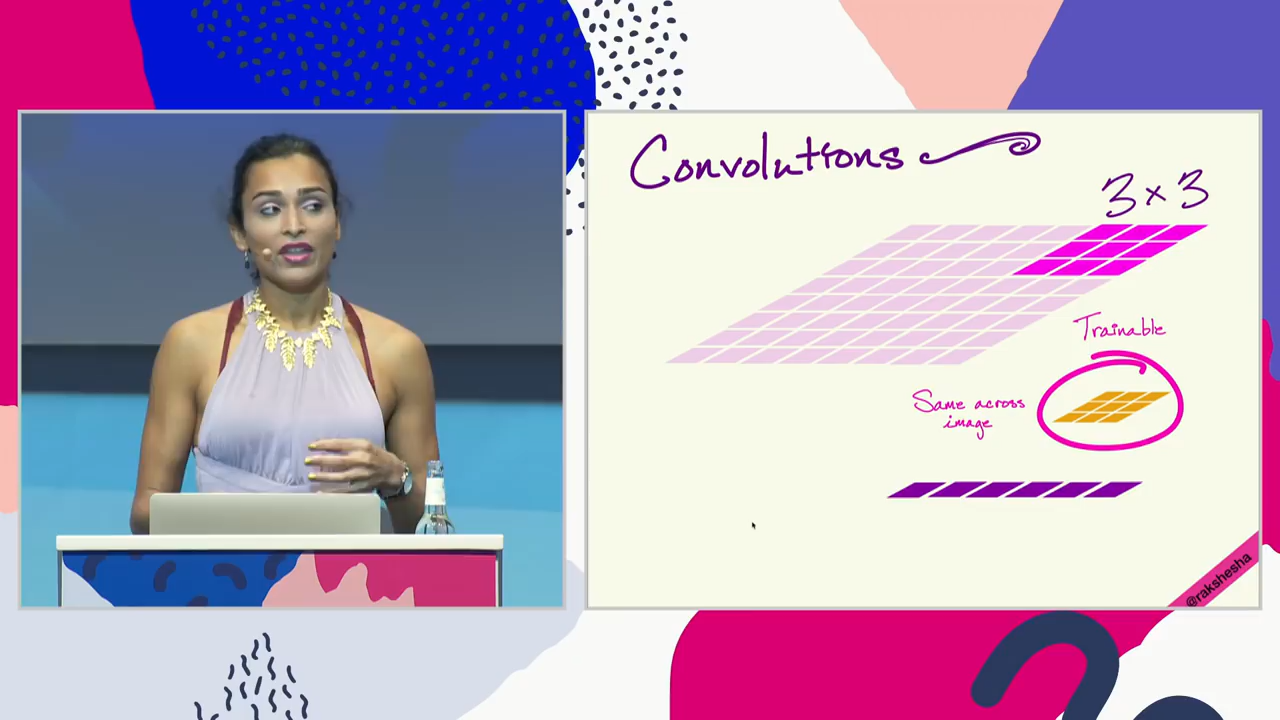 Convolutions
3 x 3
Trainable
Same across
image
@rakshesha